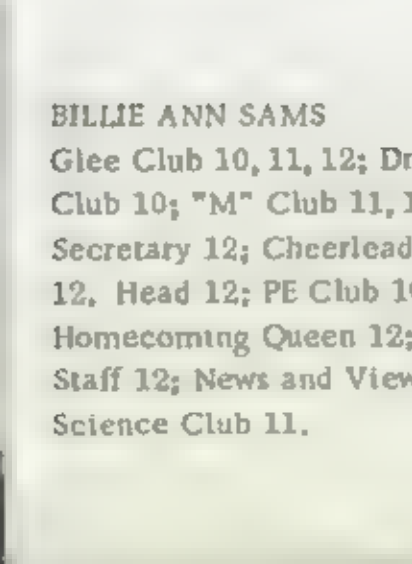 BILLIE ANN SAMS
Glee Club 10, 11, 12; Dr
Club 10; "M" Club 11, 1
Secretary 12; Cheerlead
12. Head 12; PE Club 1
Homecoming Queen 12;
Staff 12; News and View
Science Club 11.